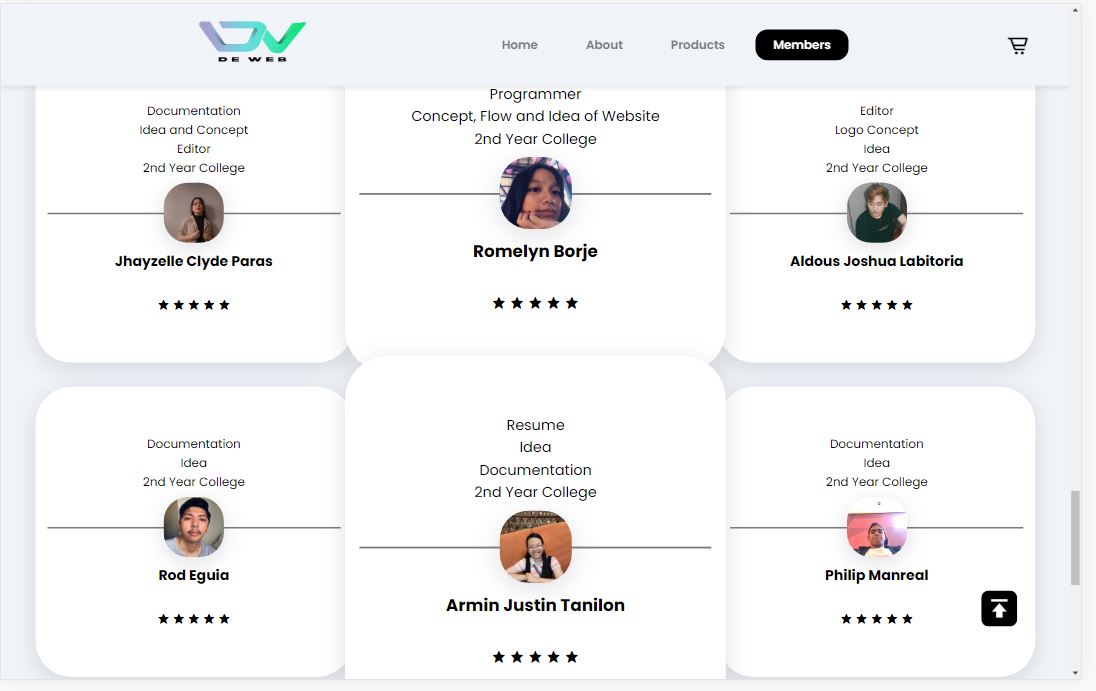 DE WEB
Home
About
Products
Members
Documentation
Idea and Concept
Editor
2nd Year College
Jhayzelle Clyde Paras
Programmer
Concept, Flow and Idea of Website
2nd Year College
Romelyn Borje
Editor
Logo Concept
Idea
2nd Year College
Aldous Joshua Labitoria
Documentation
Idea
2nd Year College
Rod Eguia
Resume
Idea
Documentation
2nd Year College
Armin Justin Tanilon
Documentation
Idea
2nd Year College
Philip Manreal